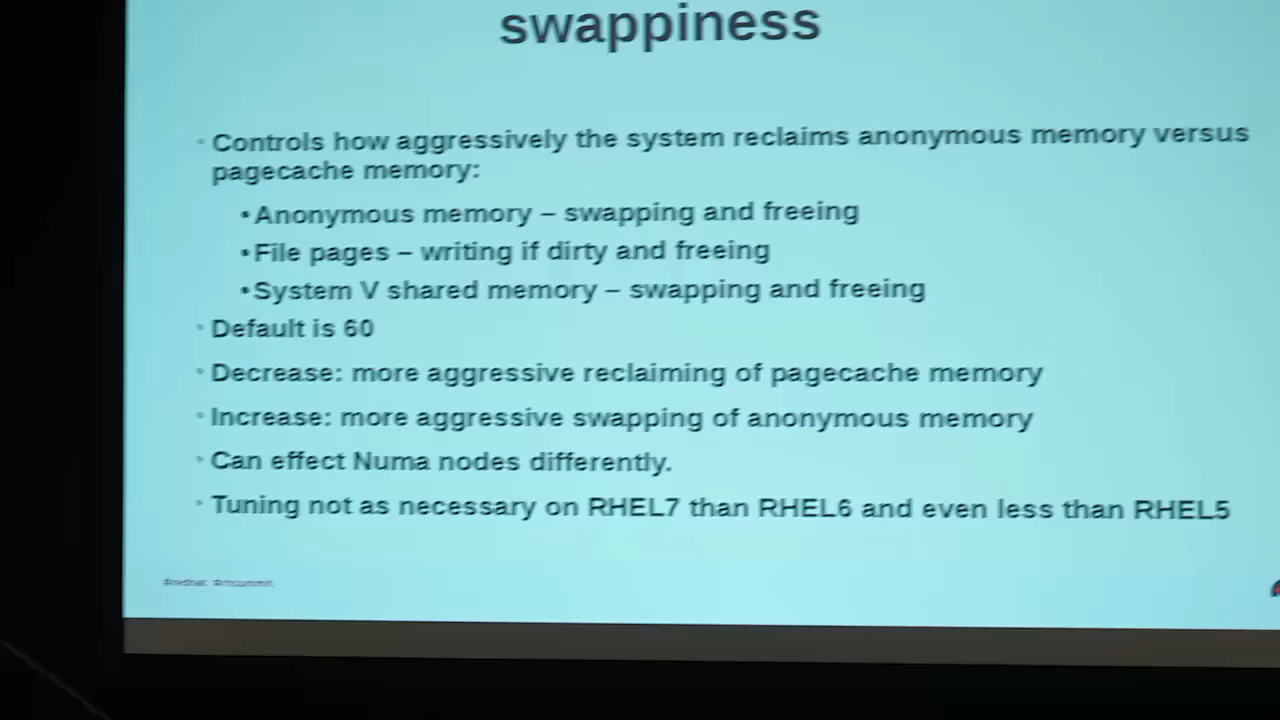 swappiness
Controls how aggressively the system reclaims anonymous memory versus
pagecache memory:
•Anonymous memory – swapping and freeing
•File pages – writing if dirty and freeing
•System V shared memory – swapping and freeing
Default is 60
Decrease: more aggressive reclaiming of pagecache memory
Increase: more aggressive swapping of anonymous memory
Can effect Numa nodes differently.
Tuning not as necessary on RHEL7 than RHEL6 and even less than RHEL5
#redhat #rhsummit